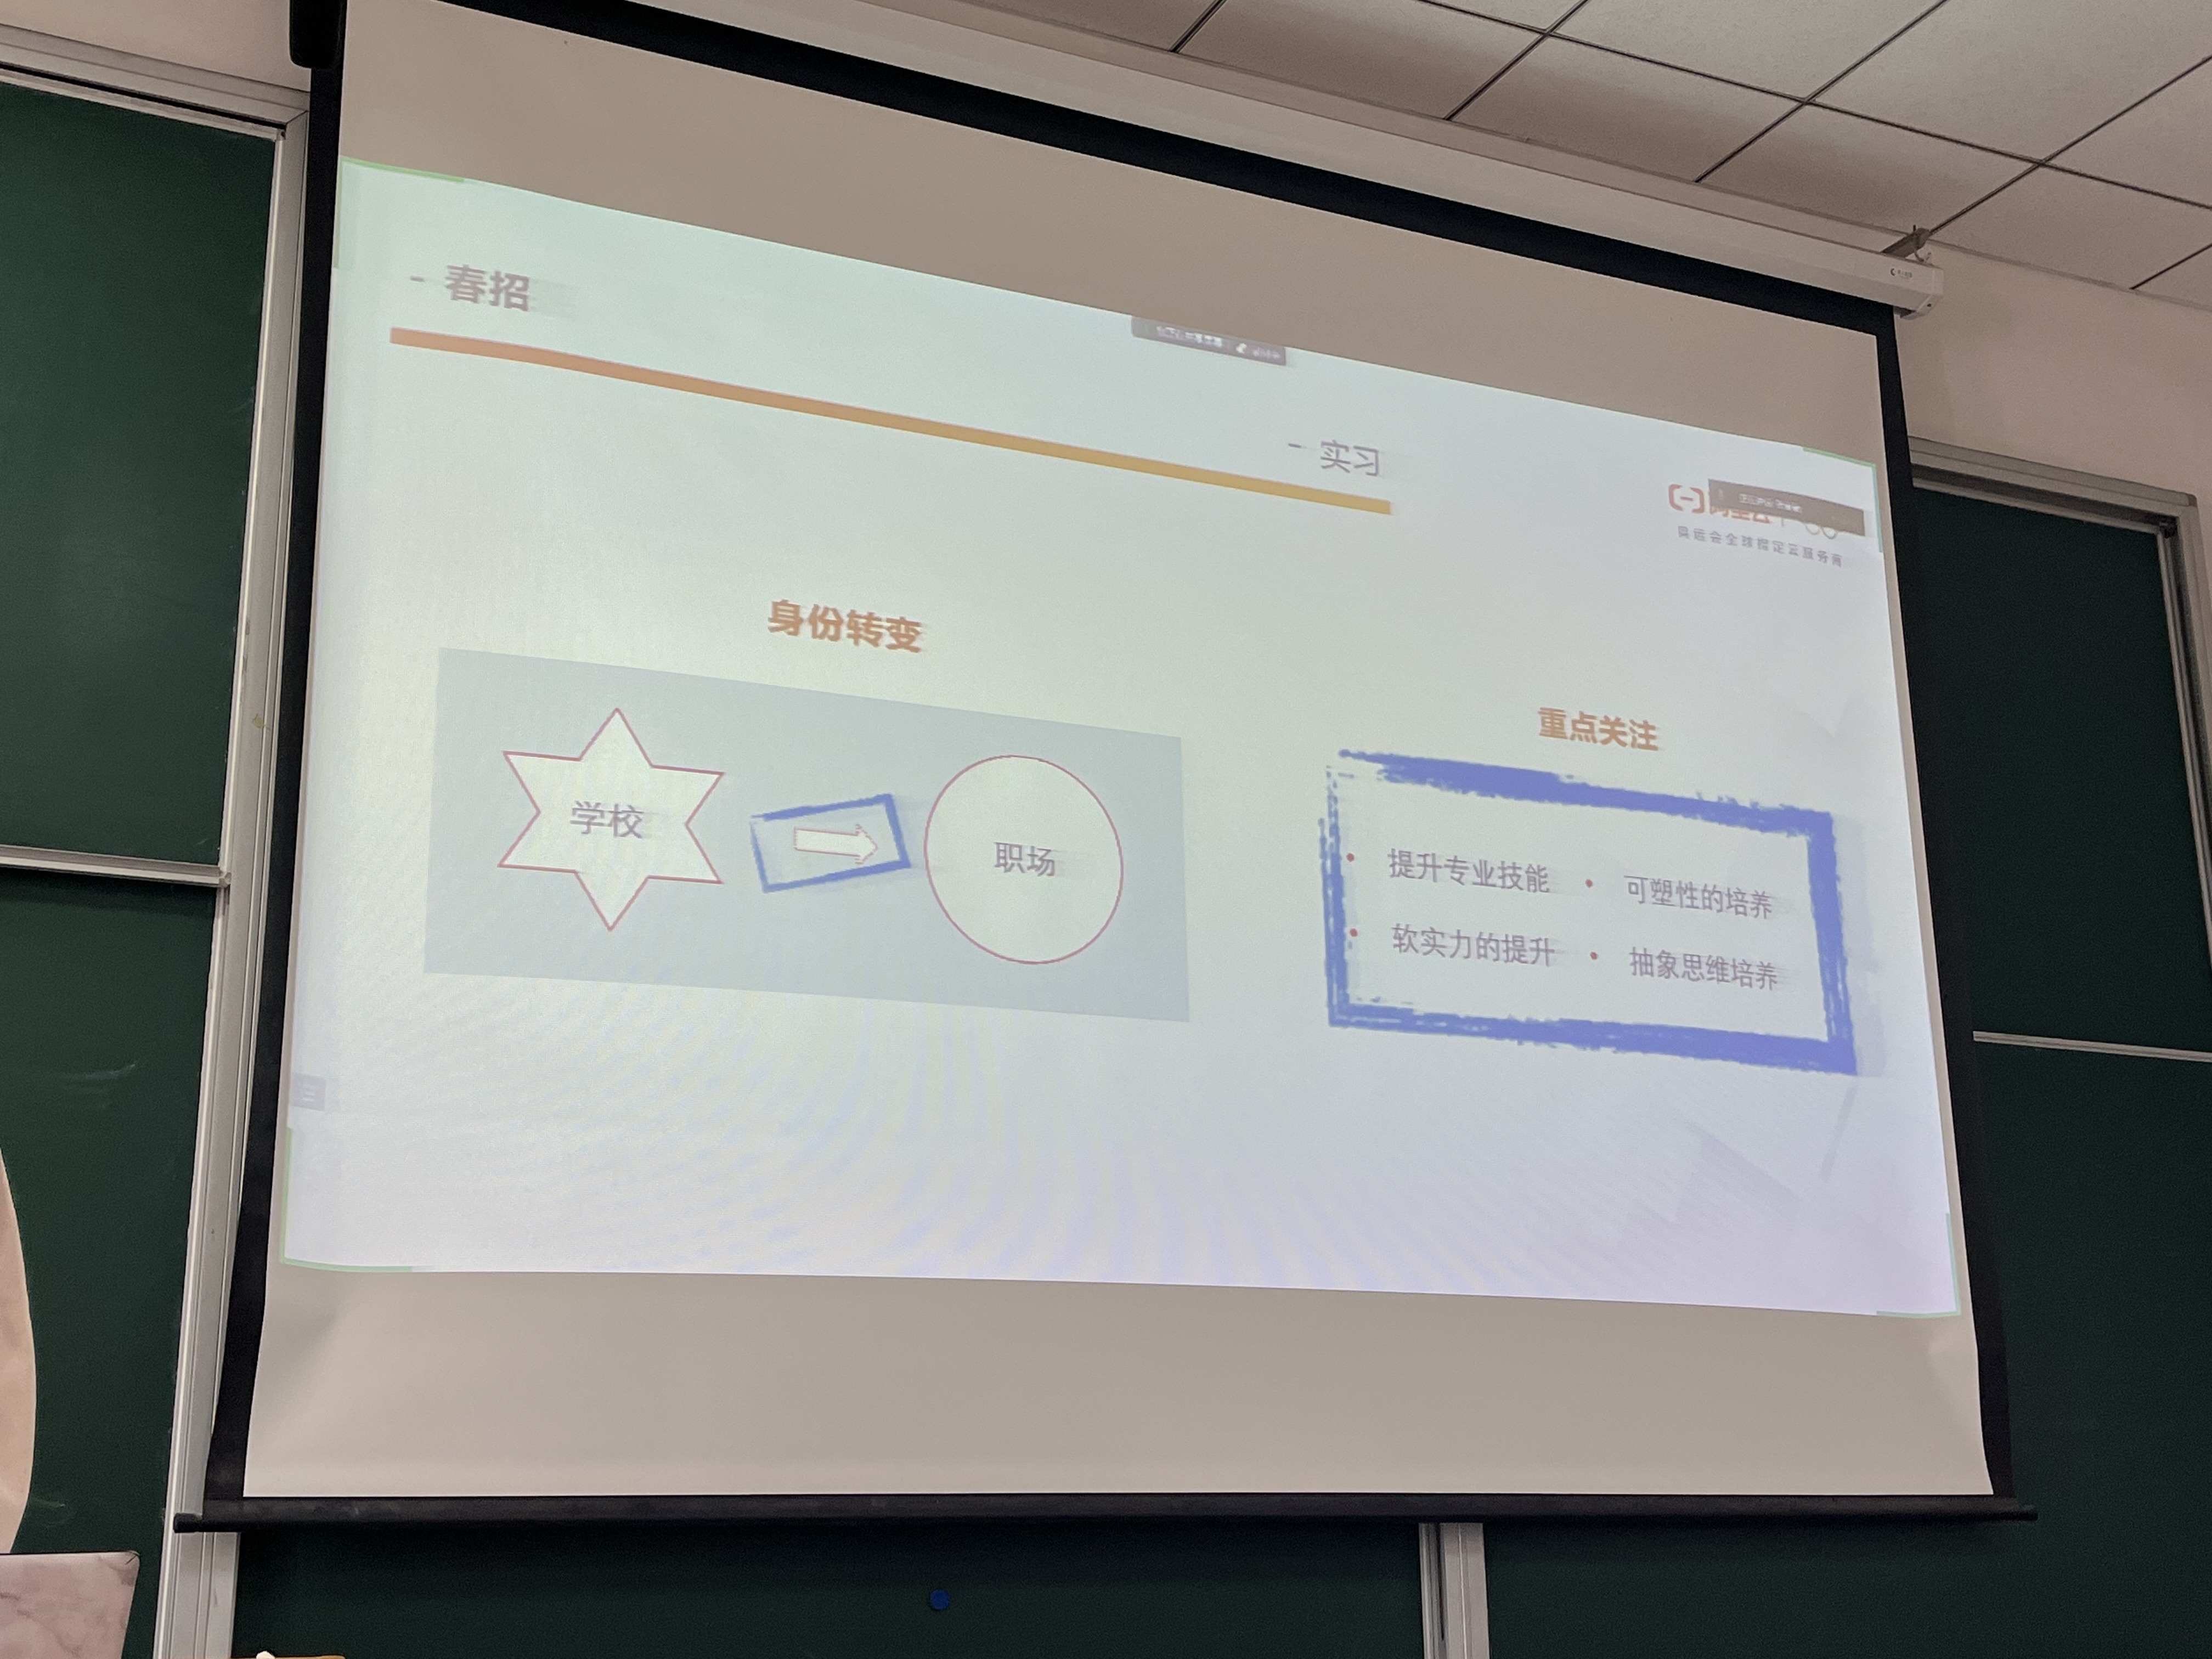 - 春招
- 实习
奥运会全球指定云服务商
身份转变
学校
职场
重点关注
• 提升专业技能 • 可塑性的培养
• 软实力的提升 • 抽象思维培养